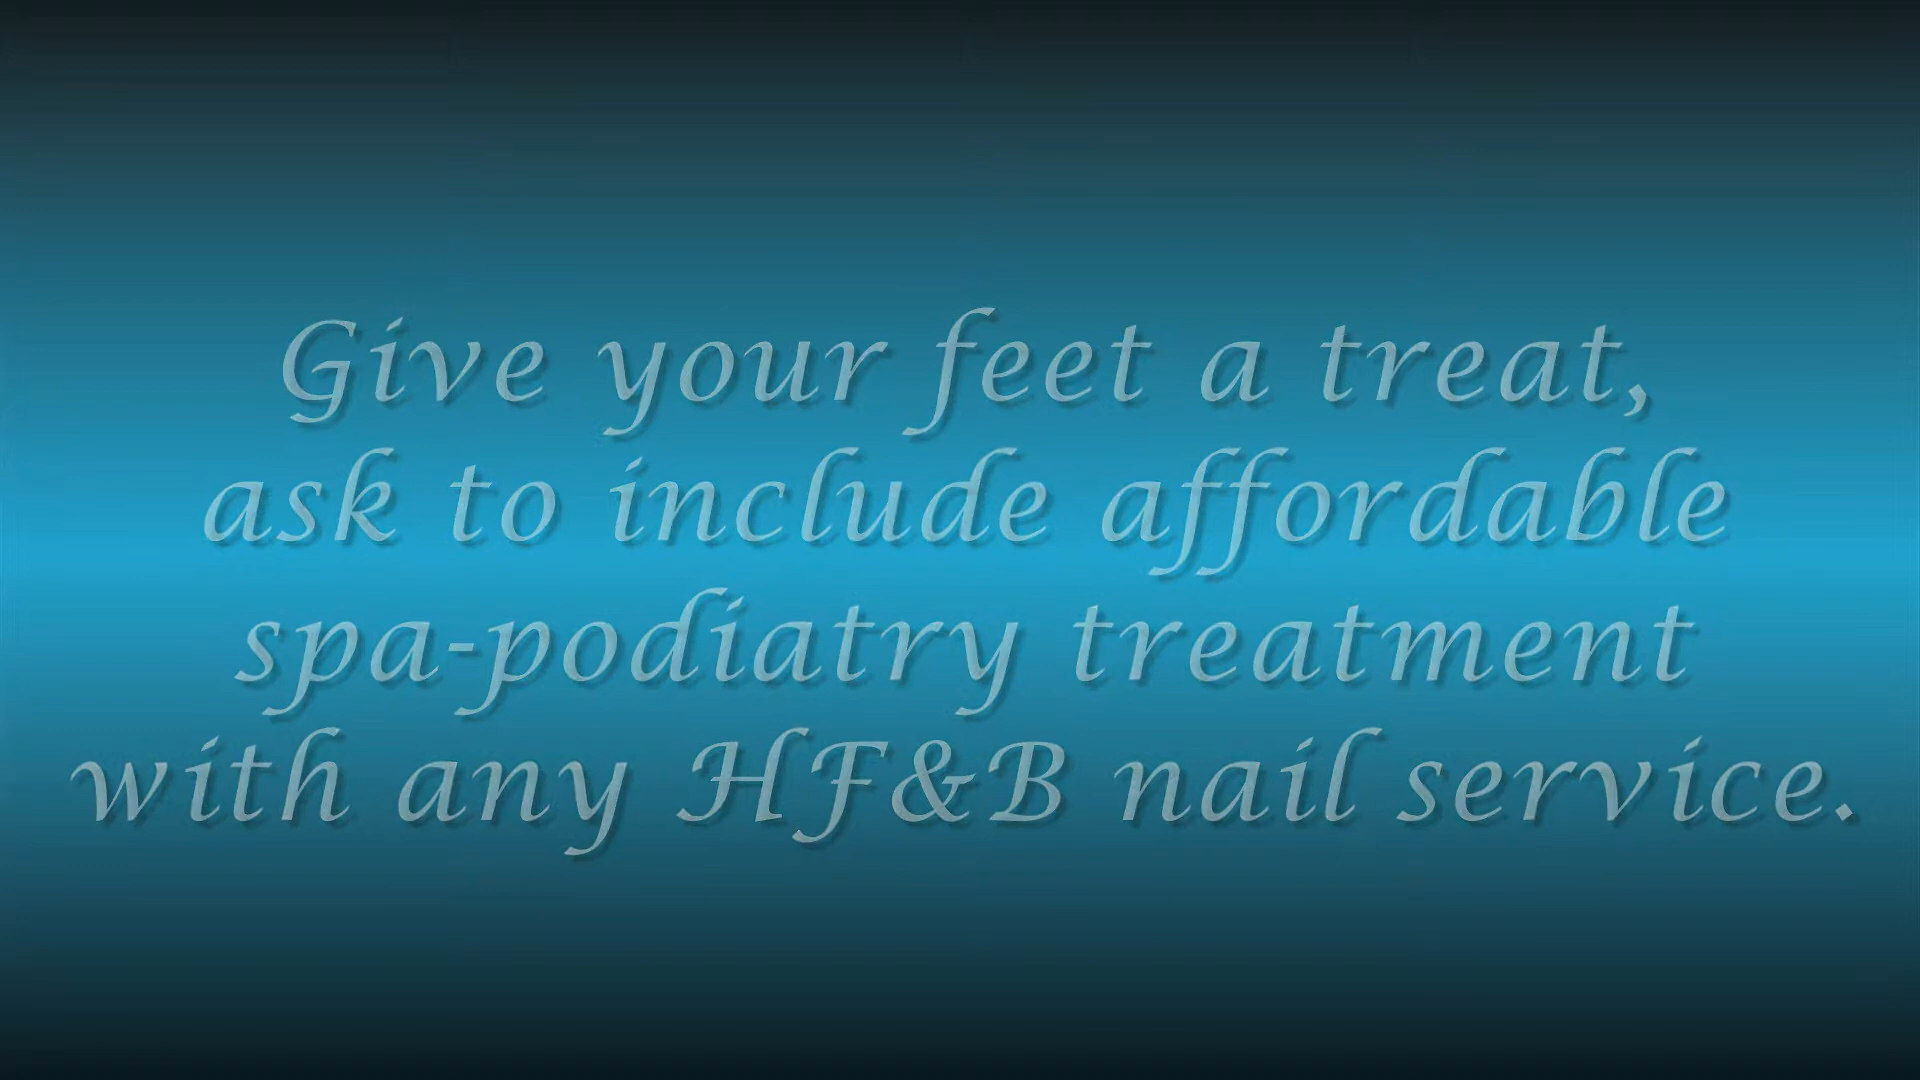 Give your feet a treat,
ask to include affordable
spa-podiatry treatment
with any HF&B nail service.